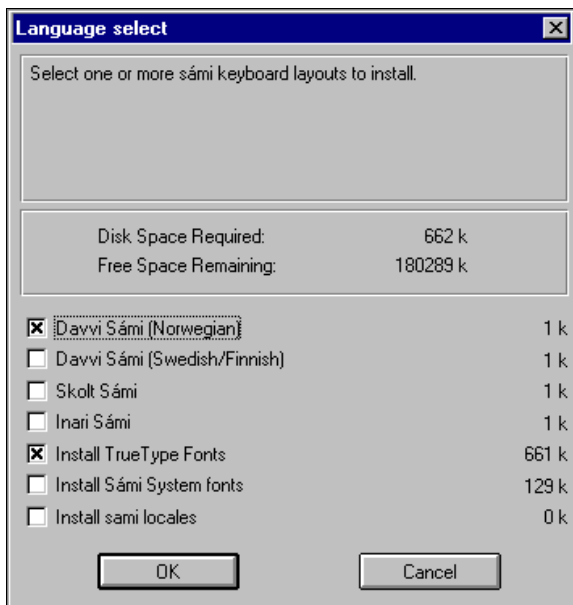 Language select
Select one or more sámi keyboard layouts to install.
Disk Space Required: 662 k
Free Space Remaining: 180289 k
Davvi Sámi (Norwegian) 1 k
Davvi Sámi (Swedish/Finnish) 1 k
Skolt Sámi 1 k
Inari Sámi 1 k
Install TrueType Fonts 661 k
Install Sámi System fonts 129 k
Install sami locales 0 k
OK Cancel